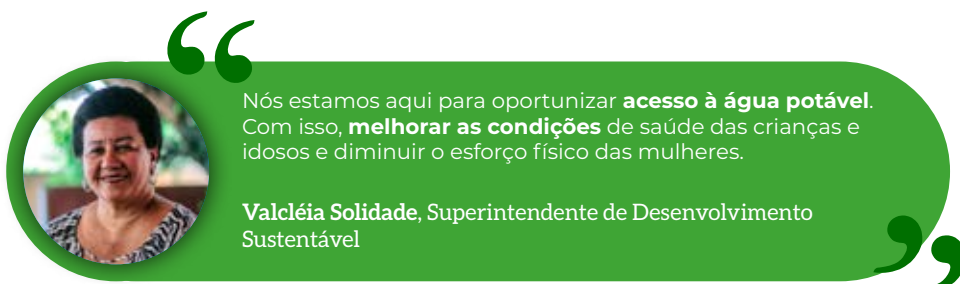 Nós estamos aqui para oportunizar acesso à água potável.
Com isso, melhorar as condições de saúde das crianças e
idosos e diminuir o esforço físico das mulheres.
Valcléia Solidade, Superintendente de Desenvolvimento
Sustentável